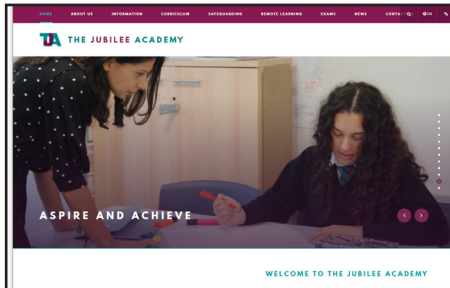 HOME ABOUT US INFORMATION CURRICULUM SAFEGUARDING REMOTE LEARNING EXAMS NEWS CONTAC
TJA THE JUBILEE ACADEMY
ASPIRE AND ACHIEVE
WELCOME TO THE JUBILEE ACADEMY